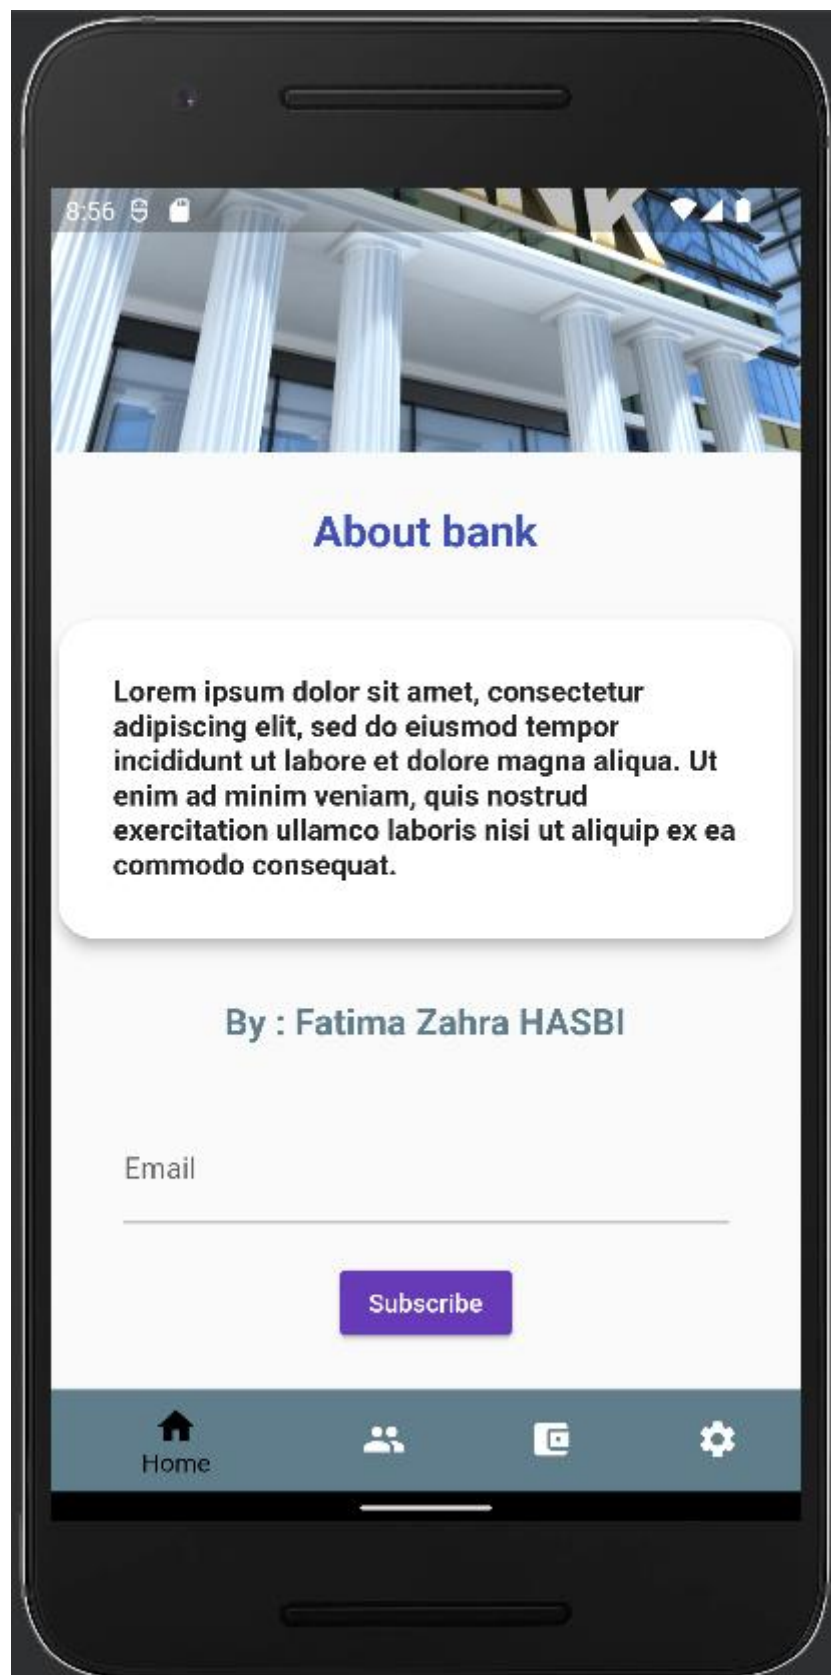 NK
8:56
About bank
Lorem ipsum dolor sit amet, consectetur
adipiscing elit, sed do eiusmod tempor
incididunt ut labore et dolore magna aliqua. Ut
enim ad minim veniam, quis nostrud
exercitation ullamco laboris nisi ut aliquip ex ea
commodo consequat.
By : Fatima Zahra HASBI
Email
Subscribe
Home